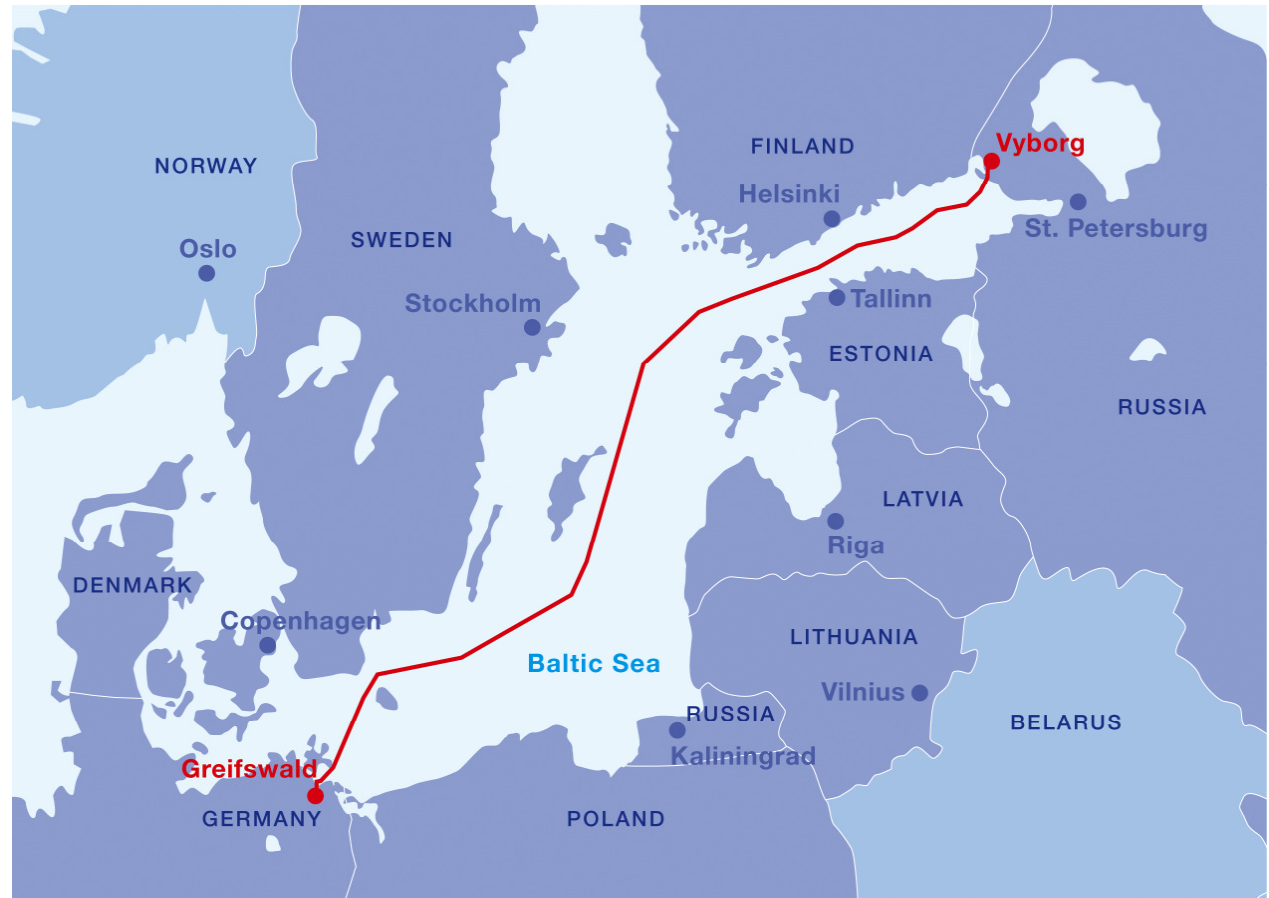 FINLAND
Vyborg
NORWAY
Helsinki
St. Petersburg
SWEDEN
Oslo
Stockholm
Tallinn
ESTONIA
RUSSIA
LATVIA
Riga
DENMARK
Copenhagen
LITHUANIA
Baltic Sea
Vilnius
RUSSIA
BELARUS
Kaliningrad
Greifswald
GERMANY
POLAND